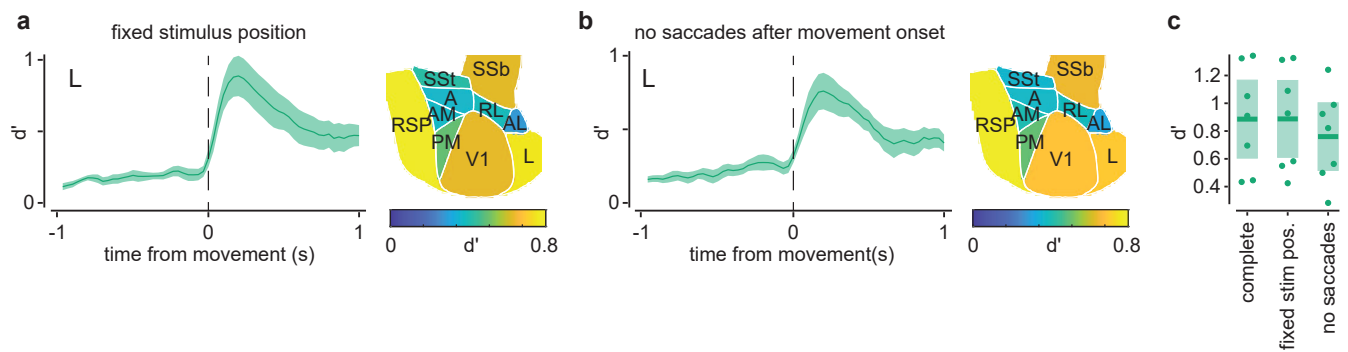 a
fixed stimulus position
L
d'
1
0
-1
0
1
time from movement (s)
SSb
SSt
A
AM
RL
AL
RSP
PM
V1
L
0
d'
0.8
b
no saccades after movement onset
L
d'
1
0
-1
0
1
time from movement(s)
SSb
SSt
A
AM
RL
AL
RSP
PM
V1
L
0
d'
0.8
c
d'
1.2
1
0.8
0.6
0.4
complete
fixed stim pos.
no saccades